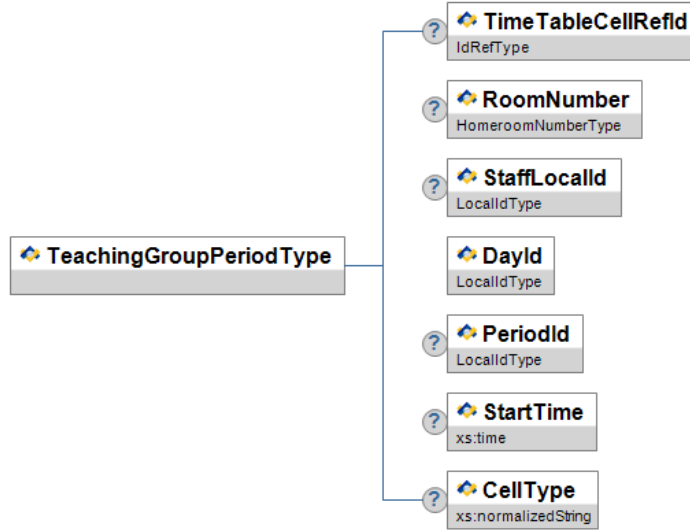 TimeTableCellRefId
IdRefType
?
RoomNumber
HomeroomNumberType
?
StaffLocalId
LocalIdType
?
TeachingGroupPeriodType
DayId
LocalIdType
PeriodId
LocalIdType
?
StartTime
xs:time
?
CellType
xs:normalizedString
?